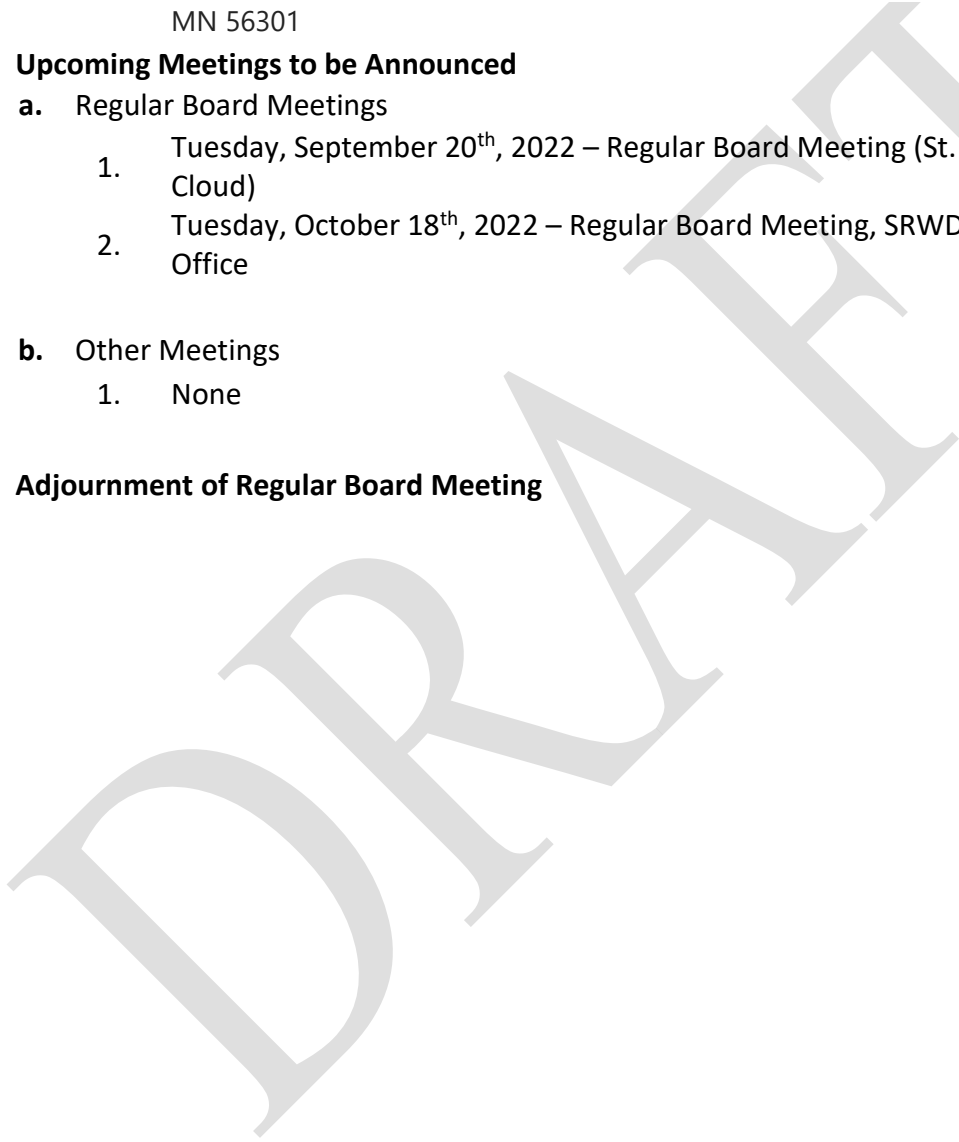 MN 56301
Upcoming Meetings to be Announced
a. Regular Board Meetings
1. Tuesday, September 20th, 2022 – Regular Board Meeting (St.
Cloud)
2. Tuesday, October 18th, 2022 – Regular Board Meeting, SRWD
Office
b. Other Meetings
1. None
Adjournment of Regular Board Meeting
DRAFT